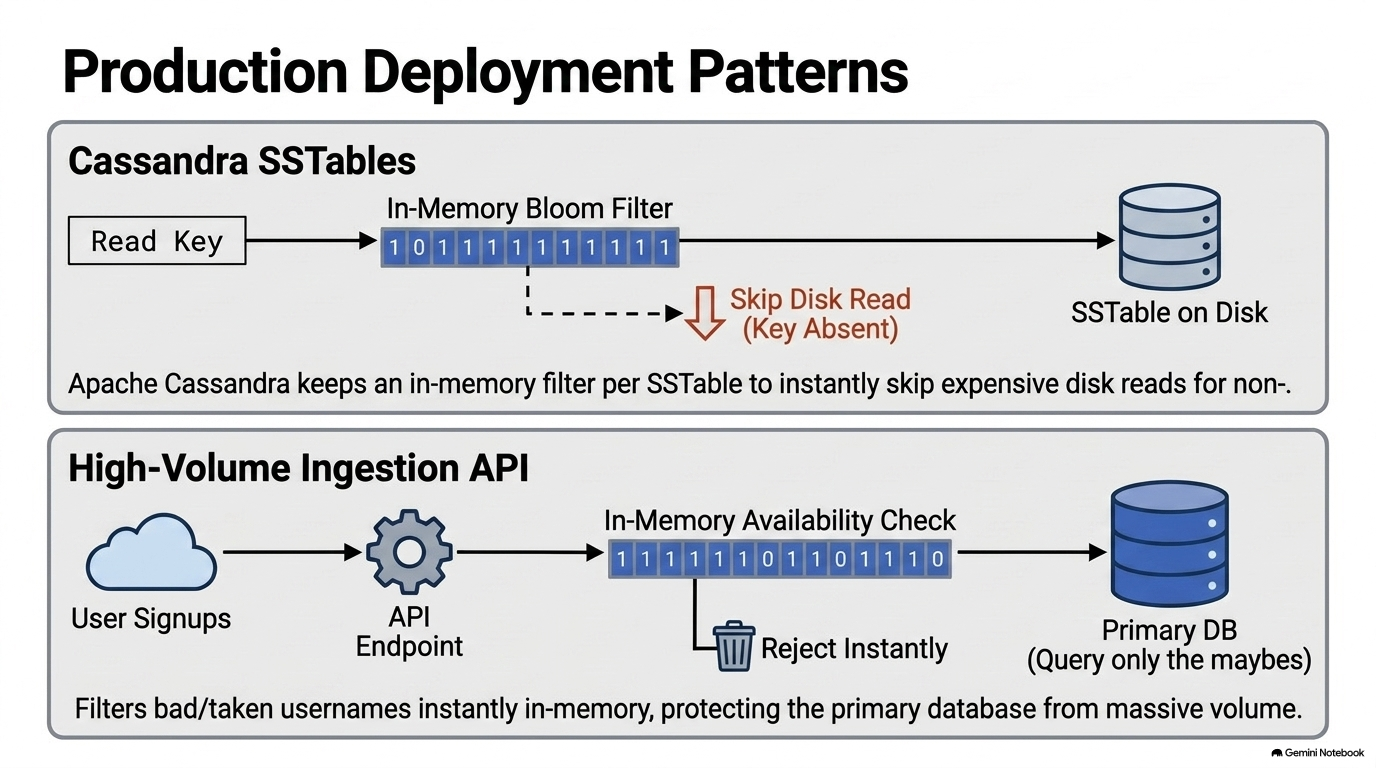 Production Deployment Patterns
Cassandra SSTables
In-Memory Bloom Filter
Read Key
1 0 1 1 1 1 1 1 1 1 1 1
Skip Disk Read
(Key Absent)
SSTable on Disk
Apache Cassandra keeps an in-memory filter per SSTable to instantly skip expensive disk reads for non-.
High-Volume Ingestion API
In-Memory Availability Check
1 1 1 1 1 1 0 1 1 0 1 1 1 0
User Signups
API
Endpoint
Reject Instantly
Primary DB
(Query only the maybes)
Filters bad/taken usernames instantly in-memory, protecting the primary database from massive volume.
Gemini Notebook